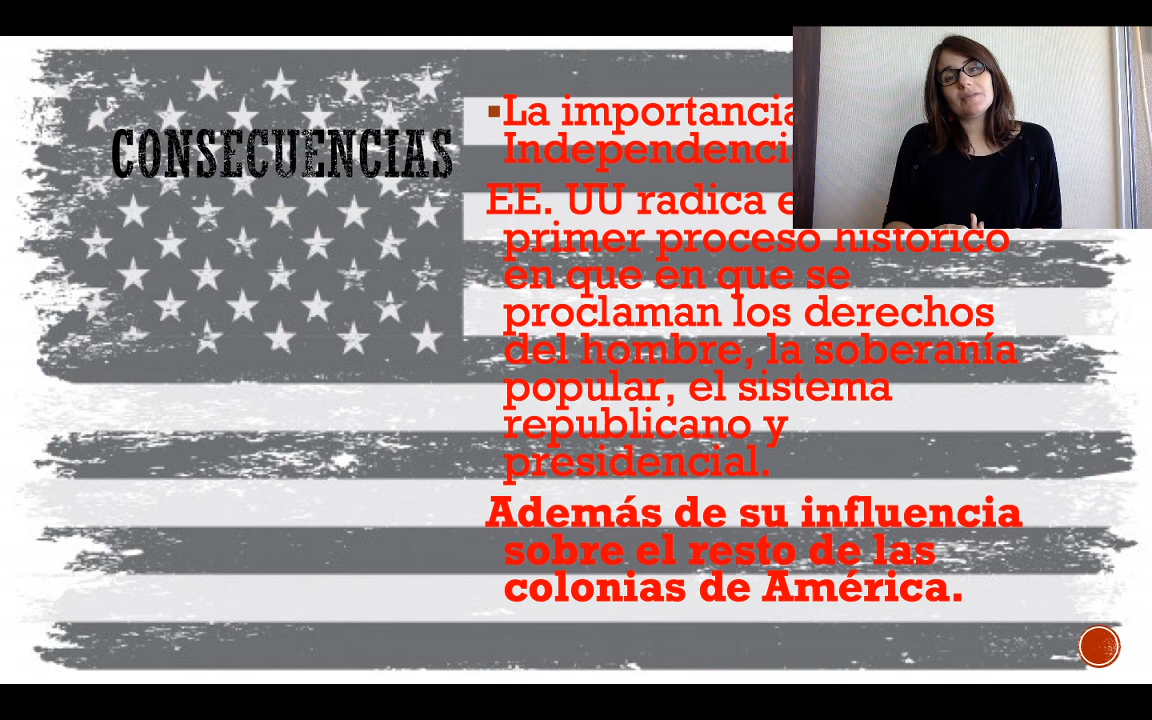 CONSECUENCIAS
La importancia
Independencia
EE. UU radica e
primer proceso histórico
en que en que se
proclaman los derechos
del hombre, la soberanía
popular, el sistema
republicano y
presidencial.
Además de su influencia
sobre el resto de las
colonias de América.